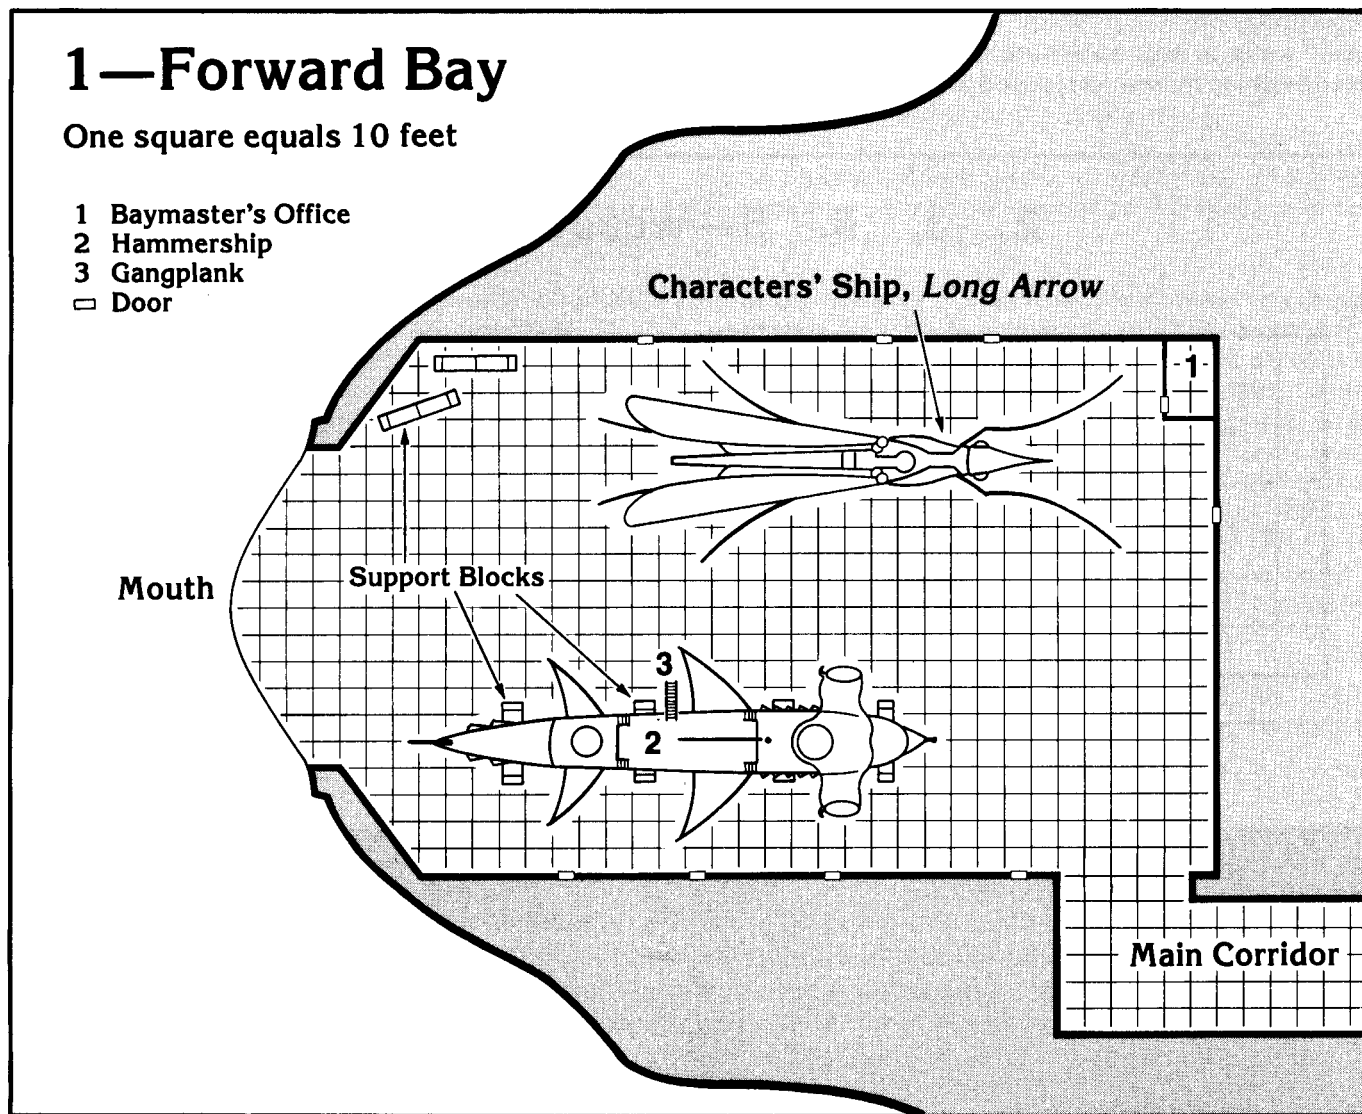 1—Forward Bay
One square equals 10 feet
1 Baymaster's Office
2 Hammership
3 Gangplank
Door
Characters' Ship, Long Arrow
1
Mouth
Support Blocks
3
2
Main Corridor